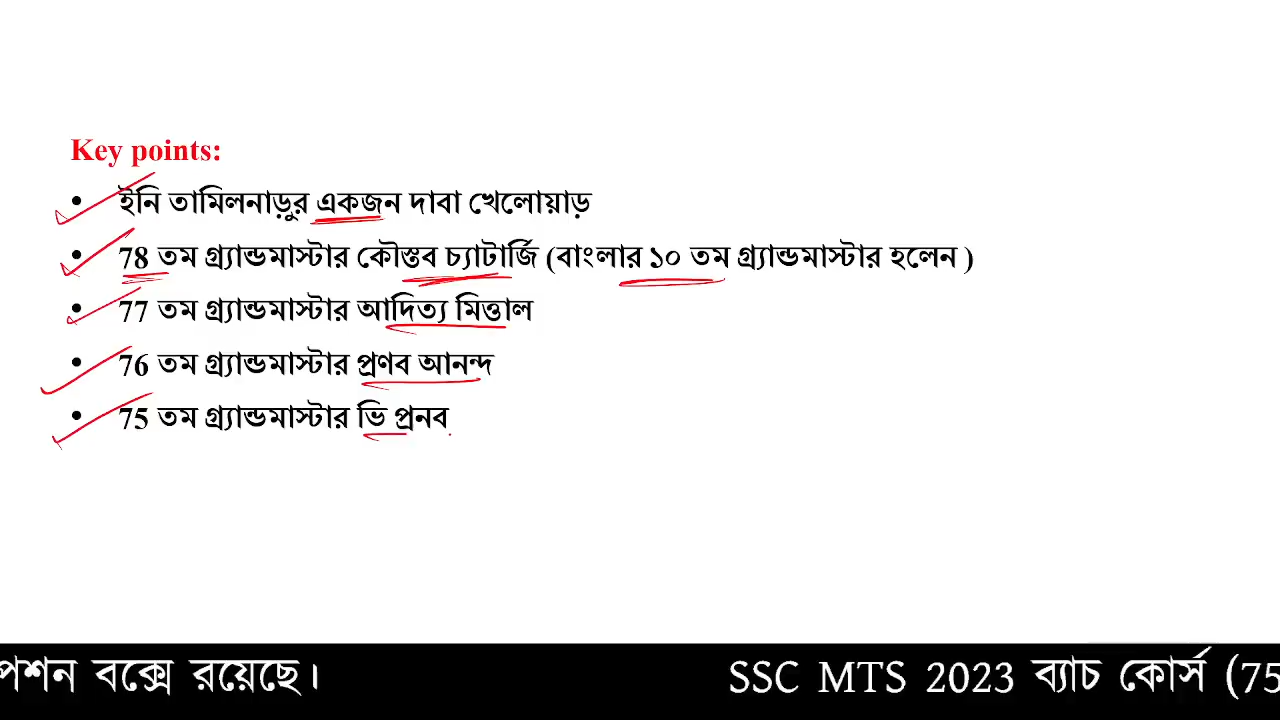 Key points:
• ইনি তামিলনাড়ুর একজন দাবা খেলোয়াড়
• 78 তম গ্র্যান্ডমাস্টার কৌস্তব চ্যাটার্জি (বাংলার ১০ তম গ্র্যান্ডমাস্টার হলেন )
• 77 তম গ্র্যান্ডমাস্টার আদিত্য মিত্তাল
• 76 তম গ্র্যান্ডমাস্টার প্রণব আনন্দ
• 75 তম গ্র্যান্ডমাস্টার ভি প্রনব
পশন বক্সে রয়েছে। SSC MTS 2023 ব্যাচ কোর্স (75